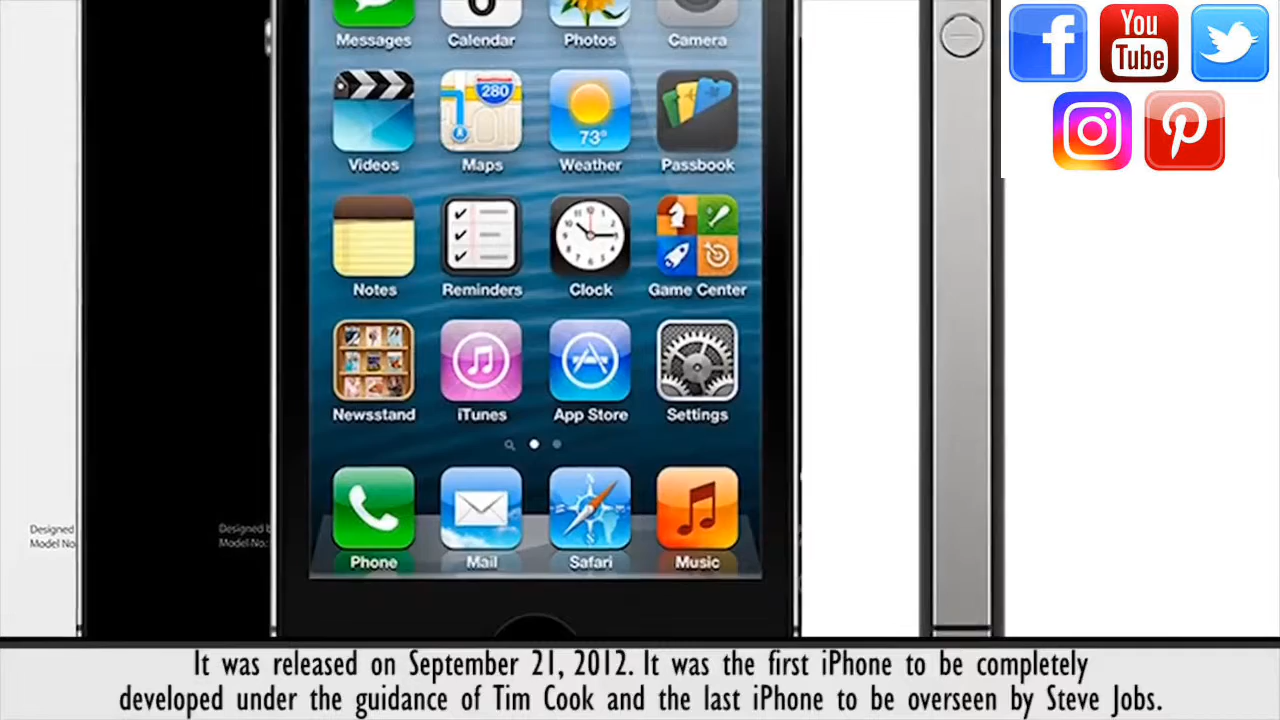 Messages Calendar Photos Camera
280
73°
Videos Maps Weather Passbook
Notes Reminders Clock Game Center
Newsstand iTunes App Store Settings
Phone Mail Safari Music
Designed
Model No
Designed
Model No:
f
You
Tube
It was released on September 21, 2012. It was the first iPhone to be completely
developed under the guidance of Tim Cook and the last iPhone to be overseen by Steve Jobs.